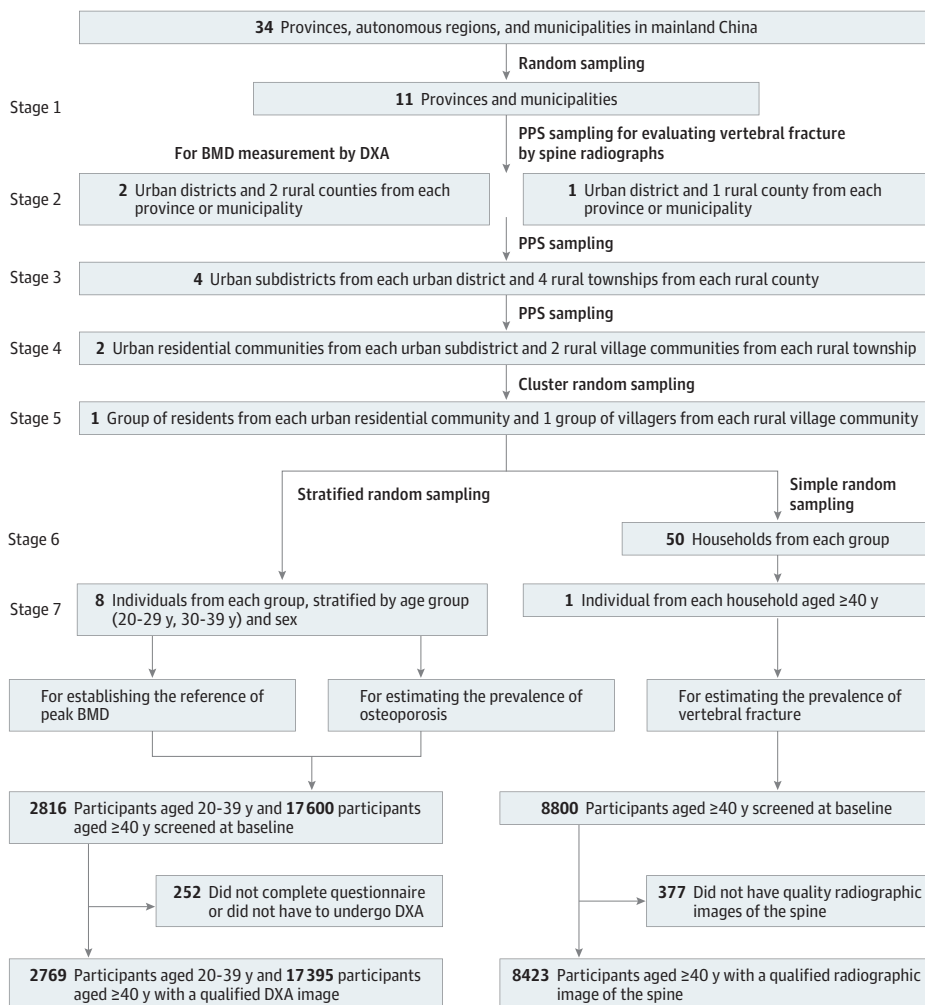 34 Provinces, autonomous regions, and municipalities in mainland China
Random sampling
Stage 1
11 Provinces and municipalities
For BMD measurement by DXA
PPS sampling for evaluating vertebral fracture
by spine radiographs
Stage 2
2 Urban districts and 2 rural counties from each
province or municipality
1 Urban district and 1 rural county from each
province or municipality
PPS sampling
Stage 3
4 Urban subdistricts from each urban district and 4 rural townships from each rural county
PPS sampling
Stage 4
2 Urban residential communities from each urban subdistrict and 2 rural village communities from each rural township
Cluster random sampling
Stage 5
1 Group of residents from each urban residential community and 1 group of villagers from each rural village community
Stratified random sampling
Simple random
sampling
Stage 6
50 Households from each group
Stage 7
8 Individuals from each group, stratified by age group
(20-29 y, 30-39 y) and sex
1 Individual from each household aged ≥40 y
For establishing the reference of
peak BMD
For estimating the prevalence of
osteoporosis
For estimating the prevalence of
vertebral fracture
2816 Participants aged 20-39 y and 17 600 participants
aged ≥40 y screened at baseline
8800 Participants aged ≥40 y screened at baseline
252 Did not complete questionnaire
or did not have to undergo DXA
377 Did not have quality radiographic
images of the spine
2769 Participants aged 20-39 y and 17 395 participants
aged ≥40 y with a qualified DXA image
8423 Participants aged ≥40 y with a qualified radiographic
image of the spine